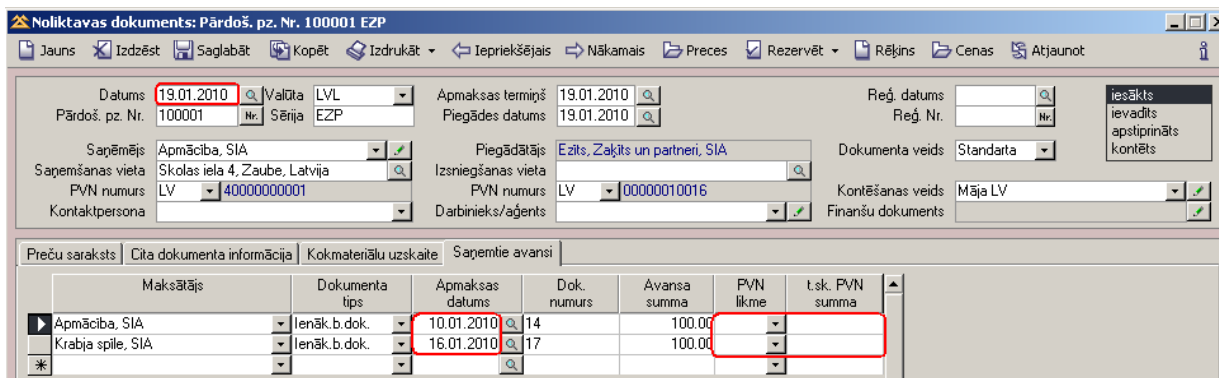 Noliktavas dokuments: Pārdoš. pz. Nr. 100001 EZP
Jauns Izdzēst Saglabāt Kopēt Izdrukāt Iepriekšējais Nākamais Preces Rezervēt Rēķins Cenas Atjaunot
Datums 19.01.2010 Valūta LVL Apmaksas termiņš 19.01.2010 Reģ. datums iesākts
Pārdoš. pz. Nr. 100001 Nr. Sērija EZP Piegādes datums 19.01.2010 Reģ. Nr. Nr. ievadīts
apstiprināts
Saņēmējs Apmācība, SIA Piegādātājs Ezītis, Zaķītis un partneri, SIA Dokumenta veids Standarta kontēts
Saņemšanas vieta Skolas iela 4, Zaube, Latvija Izsniegšanas vieta
PVN numurs LV 40000000001 PVN numurs LV 00000010016 Kontēšanas veids Māja LV
Kontaktpersona Darbinieks/aģents Finanšu dokuments
Preču saraksts Cita dokumenta informācija Kokmateriālu uzskaite Saņemtie avansi
Maksātājs Dokumenta tips Apmaksas datums Dok. numurs Avansa summa PVN likme t.sk. PVN summa
Apmācība, SIA Ienāk.b.dok. 10.01.2010 14 100.00
Krabja spīle, SIA Ienāk.b.dok. 16.01.2010 17 100.00